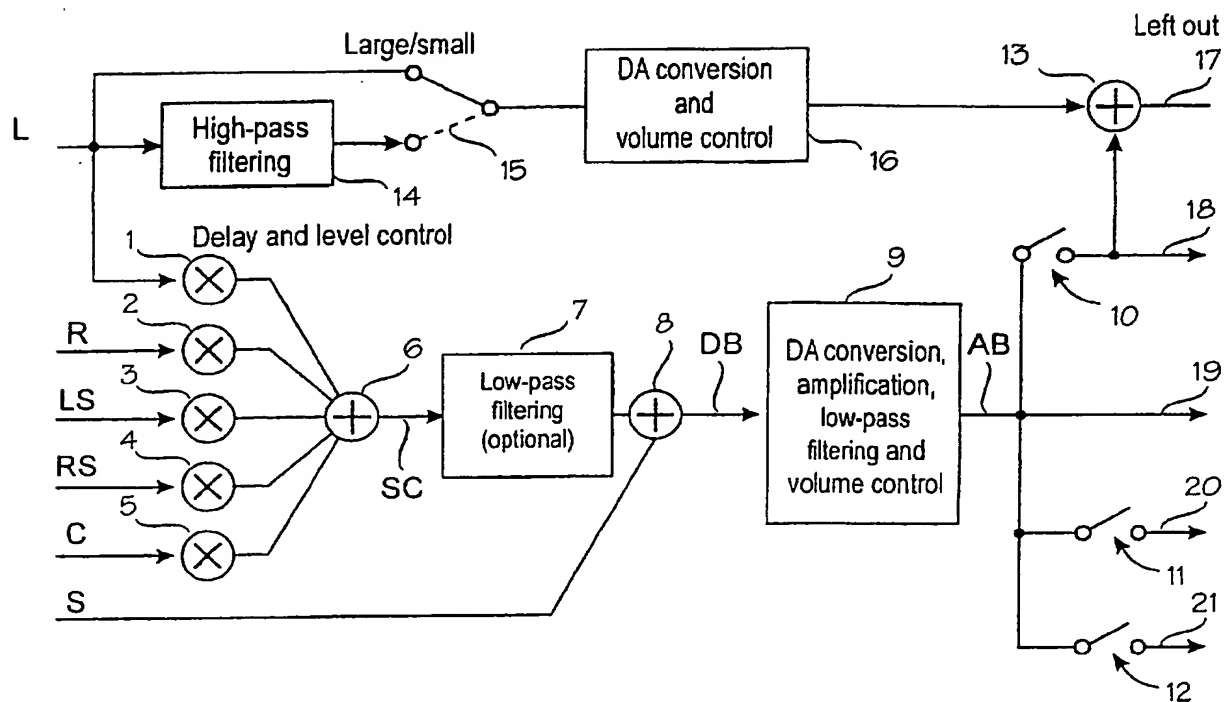 Left out
Large/small
13
17
DA conversion
and
volume control
L
High-pass
filtering
15
16
14
18
1
Delay and level control
9
10
2
7
R
6
8
DB
AB
DA conversion,
amplification,
low-pass
filtering and
volume control
3
Low-pass
filtering
(optional)
LS
19
4
RS
SC
5
20
C
11
S
21
12